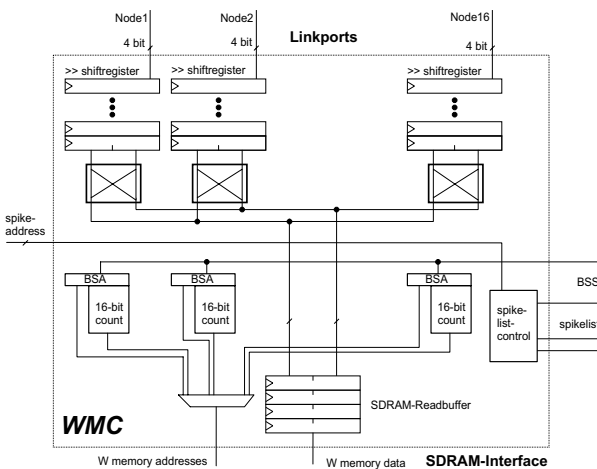 Node1
Node2
Node16
4 bit
4 bit
Linkports
4 bit
>> shiftregister
>> shiftregister
>> shiftregister
spike-
address
BSA
BSA
BSA
BSS
16-bit
count
16-bit
count
16-bit
count
spike-
list-
control
spikelist
SDRAM-Readbuffer
WMC
W memory addresses
W memory data
SDRAM-Interface